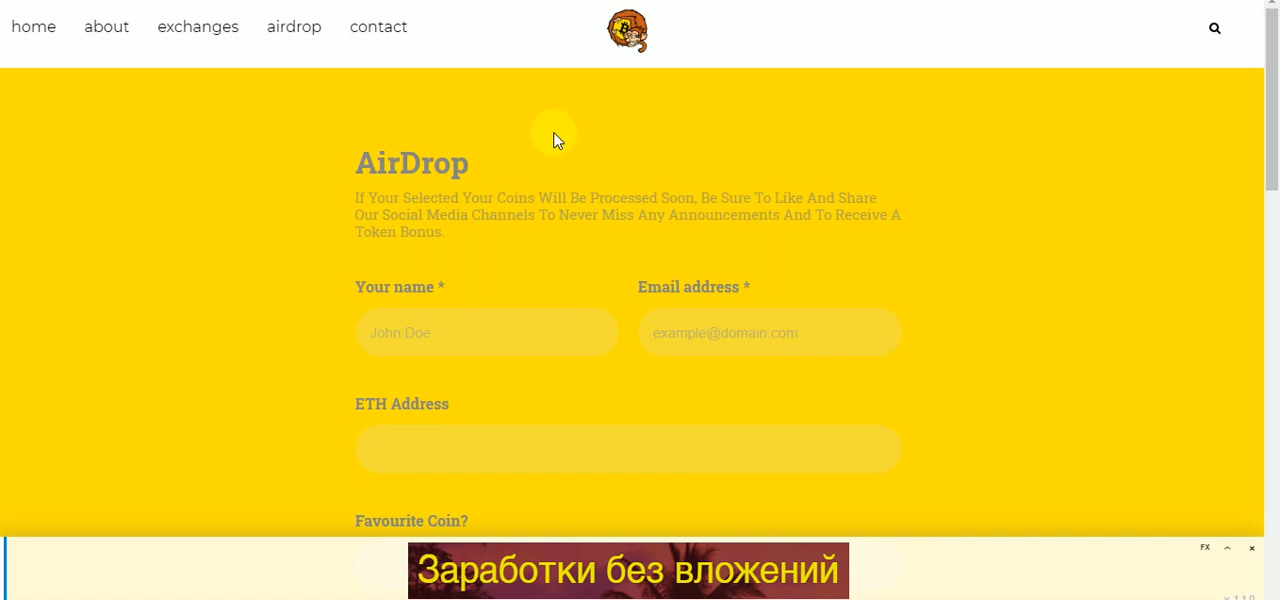 home about exchanges airdrop contact
AirDrop
If Your Selected Your Coins Will Be Processed Soon, Be Sure To Like And Share
Our Social Media Channels To Never Miss Any Announcements And To Receive A
Token Bonus.
Your name * Email address *
John Doe example@domain.com
ETH Address
Favourite Coin?
FX
Заработки без вложений